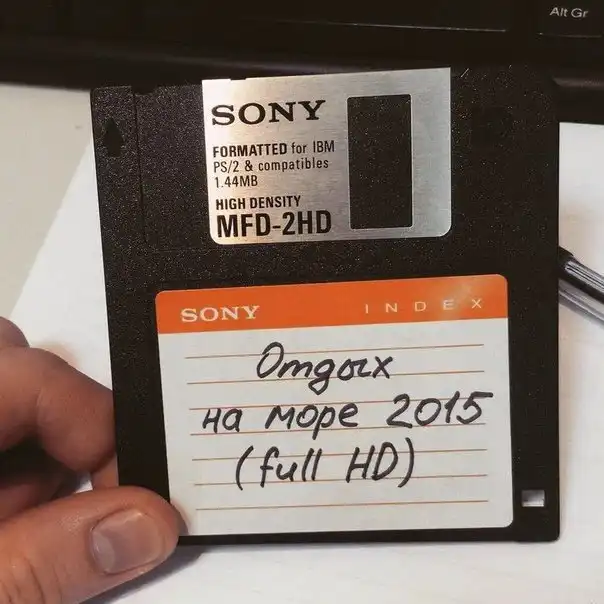 Alt Gr
SONY
FORMATTED for IBM
PS/2 & compatibles
1.44MB
HIGH DENSITY
MFD-2HD
SONY INDEX
Отдых
на море 2015
(full HD)